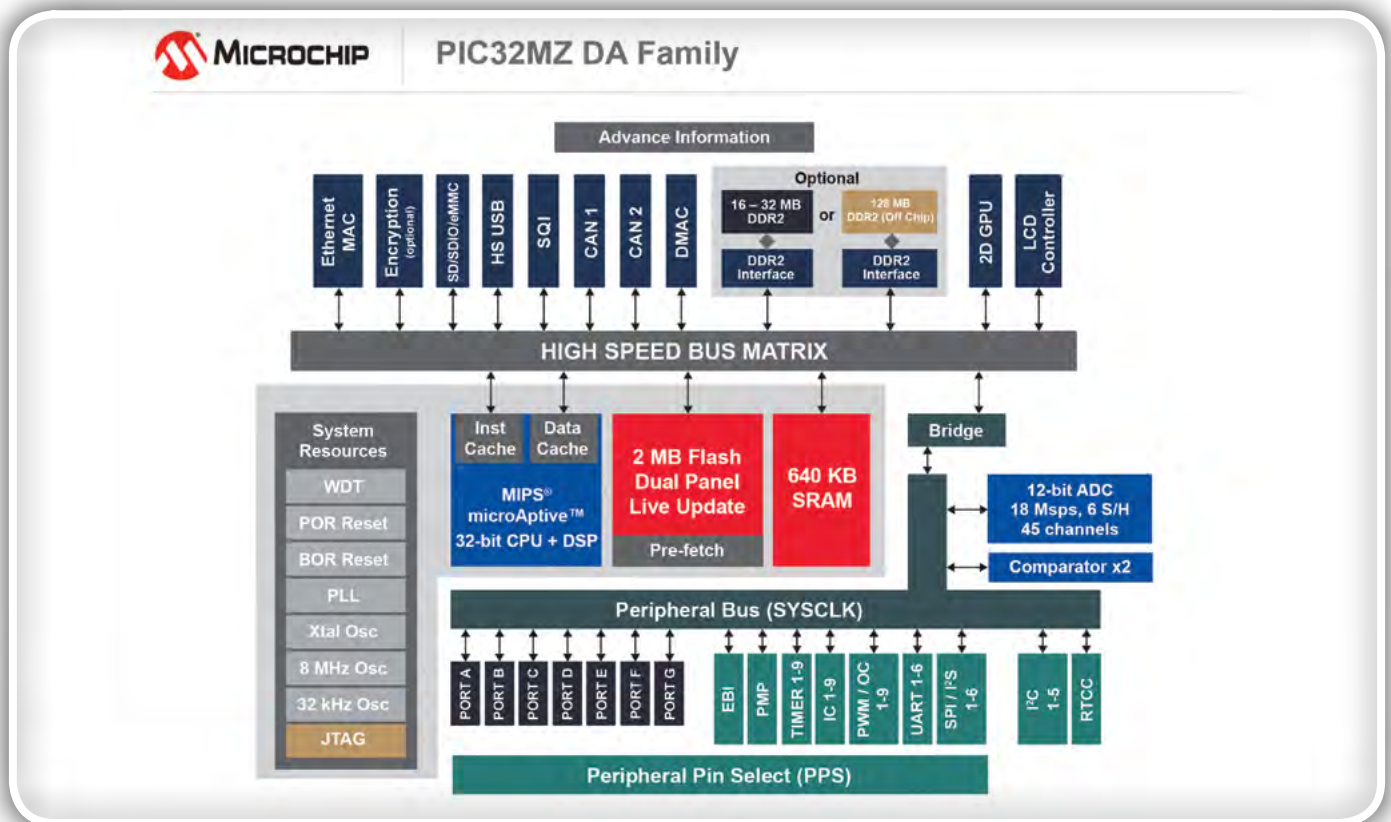 MICROCHIP
PIC32MZ DA Family
Advance Information
Ethernet
MAC
Encryption
(optional)
SD/SDIO/eMMC
HS USB
SQI
CAN 1
CAN 2
DMAC
Optional
16 – 32 MB
DDR2
or
128 MB
DDR2 (Off Chip)
DDR2
Interface
DDR2
Interface
2D GPU
LCD
Controller
HIGH SPEED BUS MATRIX
System
Resources
WDT
POR Reset
BOR Reset
PLL
Xtal Osc
8 MHz Osc
32 kHz Osc
JTAG
Inst
Cache
Data
Cache
MIPS®
microAptive™
32-bit CPU + DSP
2 MB Flash
Dual Panel
Live Update
Pre-fetch
640 KB
SRAM
Bridge
12-bit ADC
18 Msps, 6 S/H
45 channels
Comparator x2
Peripheral Bus (SYSCLK)
PORT A
PORT B
PORT C
PORT D
PORT E
PORT F
PORT G
EBI
PMP
TIMER 1-9
IC 1-9
PWM / OC
1-9
UART 1-6
SPI / I²S
1-6
I²C
1-5
RTCC
Peripheral Pin Select (PPS)